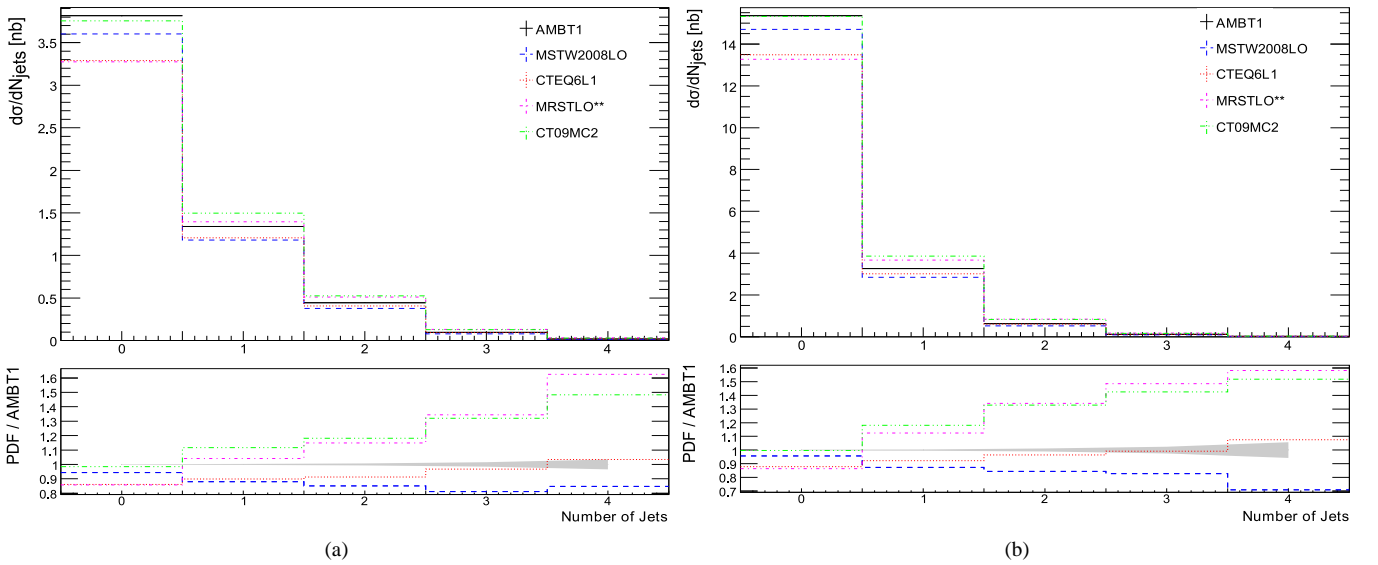 dσ/dNjets [nb]
3.5
3
2.5
2
1.5
1
0.5
0
AMBT1
MSTW2008LO
CTEQ6L1
MRSTLO**
CT09MC2
0 1 2 3 4
PDF / AMBT1
1.6
1.5
1.4
1.3
1.2
1.1
1
0.9
0.8
0 1 2 3 4
Number of Jets
(a)
dσ/dNjets [nb]
14
12
10
8
6
4
2
0
AMBT1
MSTW2008LO
CTEQ6L1
MRSTLO**
CT09MC2
0 1 2 3 4
PDF / AMBT1
1.6
1.5
1.4
1.3
1.2
1.1
1
0.9
0.8
0.7
0 1 2 3 4
Number of Jets
(b)